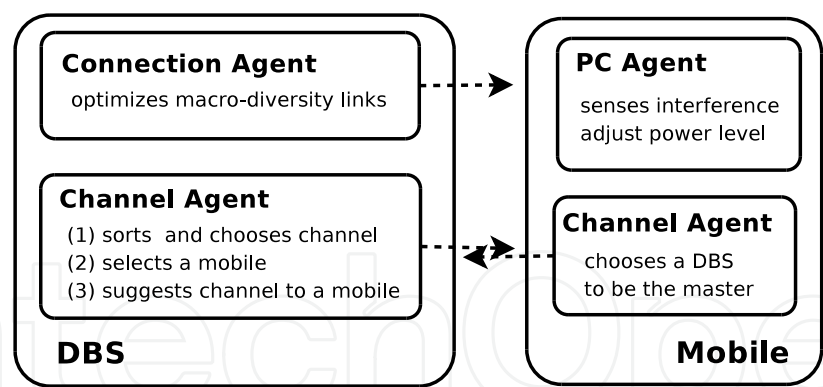 Connection Agent
optimizes macro-diversity links
Channel Agent
(1) sorts and chooses channel
(2) selects a mobile
(3) suggests channel to a mobile
DBS
PC Agent
senses interference
adjust power level
Channel Agent
chooses a DBS
to be the master
Mobile